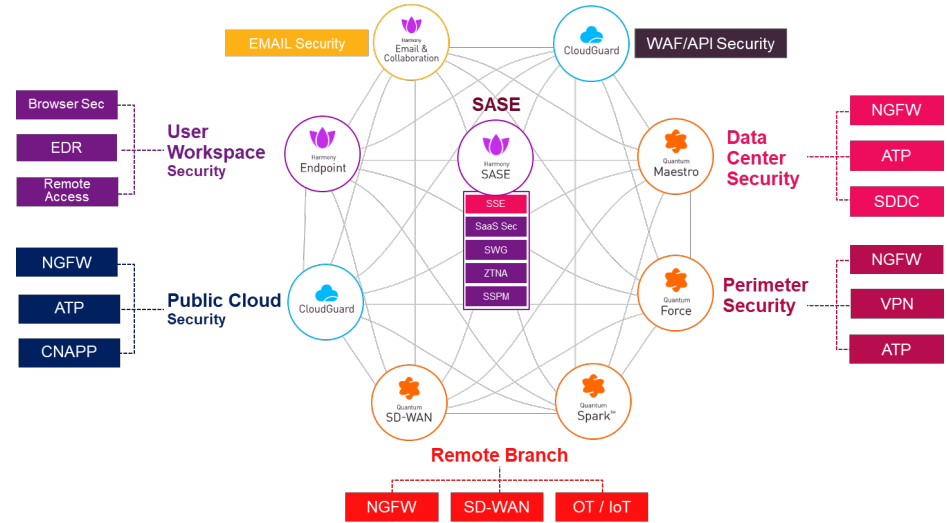 EMAIL Security
Harmony
Email &
Collaboration
CloudGuard
WAF/API Security
SASE
Harmony
SASE
SSE
SaaS Sec
SWG
ZTNA
SSPM
Browser Sec
EDR
Remote
Access
User
Workspace
Security
Harmony
Endpoint
Quantum
Maestro
Data
Center
Security
NGFW
ATP
SDDC
NGFW
ATP
CNAPP
Public Cloud
Security
CloudGuard
Quantum
Force
Perimeter
Security
NGFW
VPN
ATP
Quantum
SD-WAN
Quantum
Spark™
Remote Branch
NGFW
SD-WAN
OT / IoT